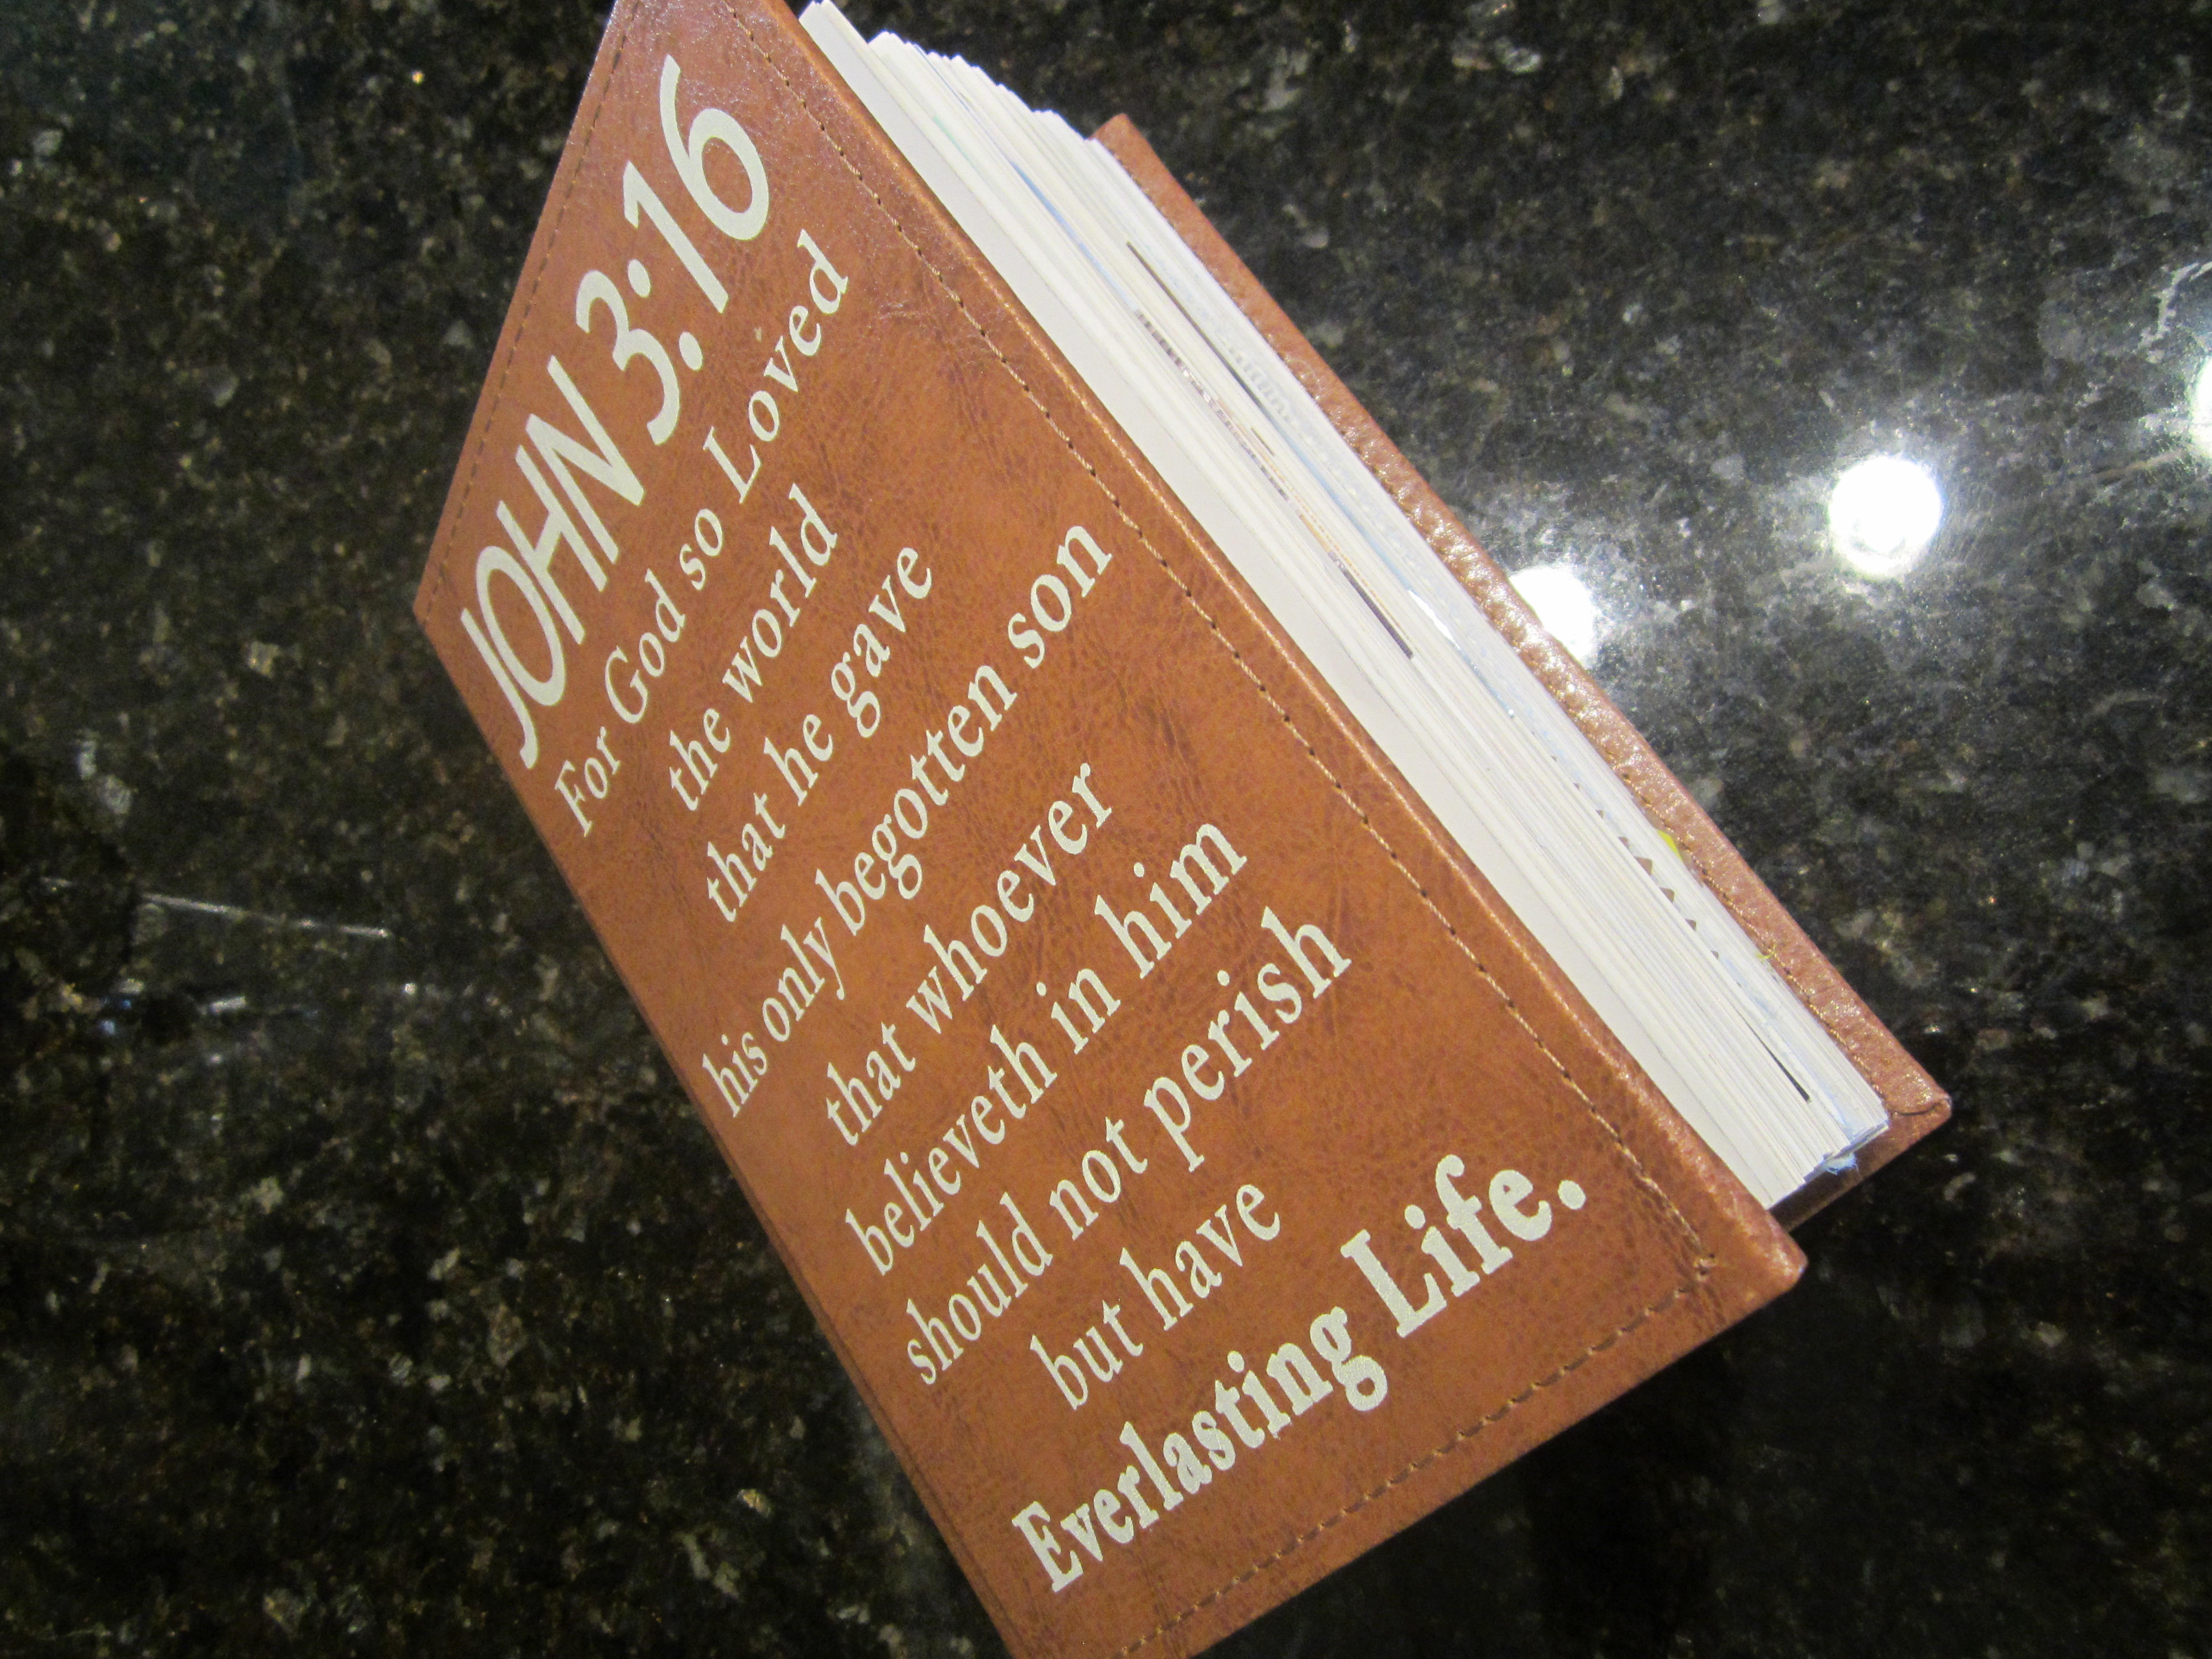 JOHN 3:16
For God so Loved
the world
that he gave
his only begotten son
that whoever
believeth in him
should not perish
but have
Everlasting Life.